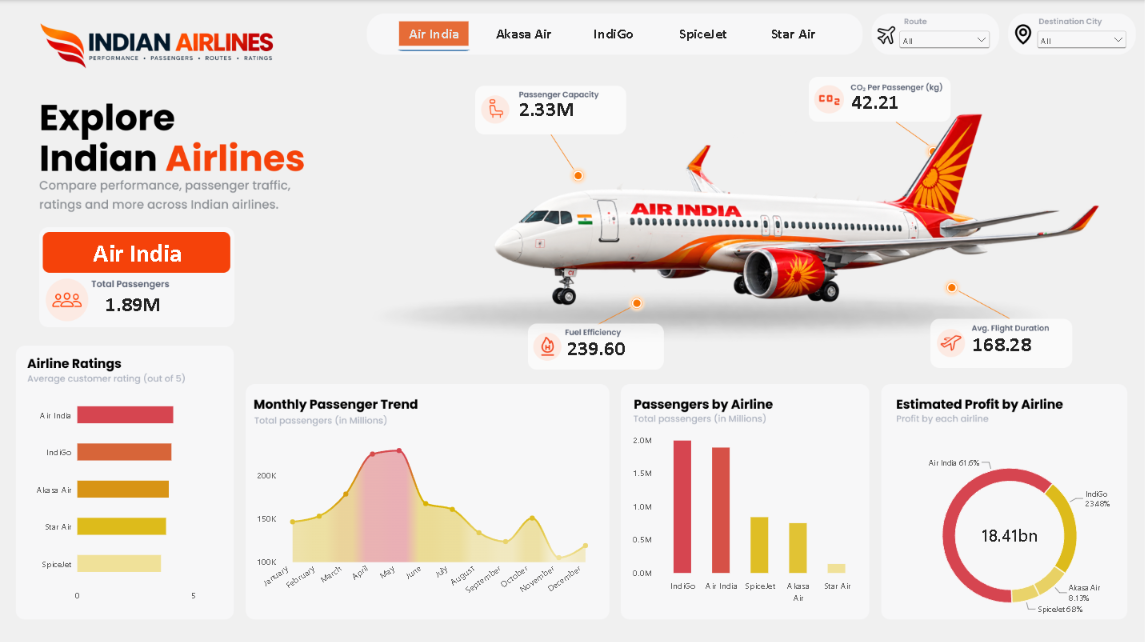 INDIAN AIRLINES
PERFORMANCE • PASSENGERS • ROUTES • RATINGS
Air India
Akasa Air
IndiGo
SpiceJet
Star Air
Route
All
Destination City
All
Explore
Indian Airlines
Compare performance, passenger traffic,
ratings and more across Indian airlines.
Air India
Total Passengers
1.89M
Passenger Capacity
2.33M
CO₂ Per Passenger (kg)
CO₂
42.21
AIR INDIA
Fuel Efficiency
239.60
Avg. Flight Duration
168.28
Airline Ratings
Average customer rating (out of 5)
Air India
IndiGo
Akasa Air
Star Air
SpiceJet
0
5
Monthly Passenger Trend
Total passengers (in Millions)
200K
150K
100K
January
February
March
April
May
June
July
August
September
October
November
December
Passengers by Airline
Total passengers (in Millions)
2.0M
1.5M
1.0M
0.5M
0.0M
IndiGo
Air India
SpiceJet
Akasa
Air
Star Air
Estimated Profit by Airline
Profit by each airline
Air India 61.6%
IndiGo
23.48%
18.41bn
Akasa Air
8.13%
SpiceJet 6.8%